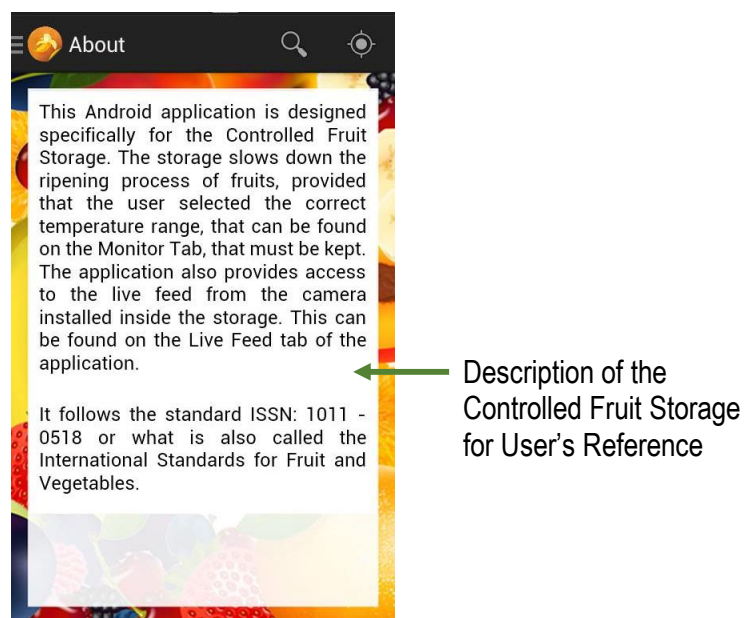 About
This Android application is designed
specifically for the Controlled Fruit
Storage. The storage slows down the
ripening process of fruits, provided
that the user selected the correct
temperature range, that can be found
on the Monitor Tab, that must be kept.
The application also provides access
to the live feed from the camera
installed inside the storage. This can
be found on the Live Feed tab of the
application.
It follows the standard ISSN: 1011 -
0518 or what is also called the
International Standards for Fruit and
Vegetables.
Description of the
Controlled Fruit Storage
for User’s Reference